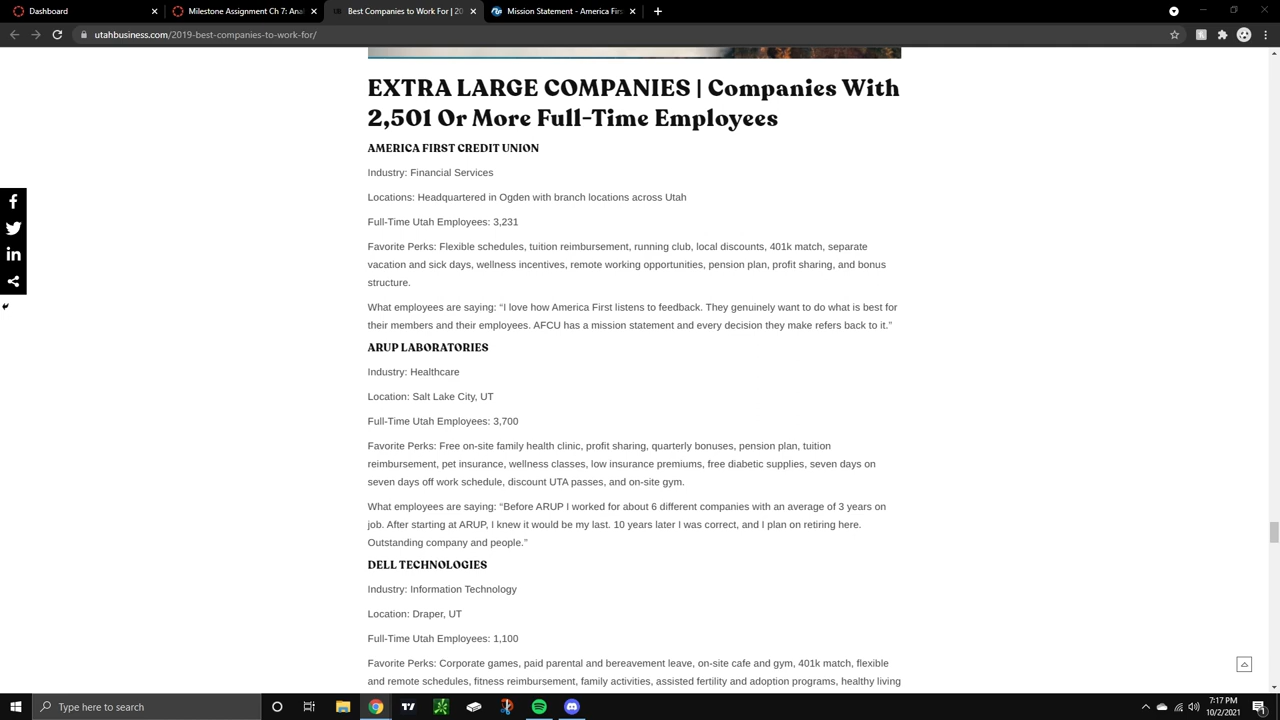 Dashboard
Milestone Ch 7: Anal
36 Best Companies to Work Fo
Best Companies to Work Fir
utahbusiness.com/2019-best-companies-to-work-for/
EXTRA LARGE COMPANIES | Companies With
2,501 Or More Full-Time Employees
AMERICA FIRST CREDIT UNION
Industry: Financial Services
Locations: Headquartered in Ogden with branch locations across Utah
Full-Time Utah Employees: 3,231
Favorite Perks: Flexible schedules, tuition reimbursement, running club, local discounts, 401k match, separate
vacation and sick days, wellness incentives, remote working opportunities, pension plan, profit sharing, and bonus
structure.
What employees are saying: “I love how America First listens to feedback. They genuinely want to do what is best for
their members and their employees. AFCU has a mission statement and every decision they make refers back to it.”
ARUP LABORATORIES
Industry: Healthcare
Location: Salt Lake City, UT
Full-Time Utah Employees: 3,700
Favorite Perks: Free on-site family health clinic, profit sharing, quarterly bonuses, pension plan, tuition
reimbursement, pet insurance, wellness classes, low insurance premiums, free diabetic supplies, seven days on
seven days off work schedule, discount UTA passes, and on-site gym.
What employees are saying: “Before ARUP I worked for about 6 different companies with an average of 3 years on
job. After starting at ARUP, I knew it would be my last. 10 years later I was correct, and I plan on retiring here.
Outstanding company and people.”
DELL TECHNOLOGIES
Industry: Information Technology
Location: Draper, UT
Full-Time Utah Employees: 1,100
Favorite Perks: Corporate games, paid parental and bereavement leave, on-site cafe and gym, 401k match, flexible
and remote schedules, fitness reimbursement, family activities, assisted fertility and adoption programs, healthy living
Type here to search
7:17 PM
10/2/2021